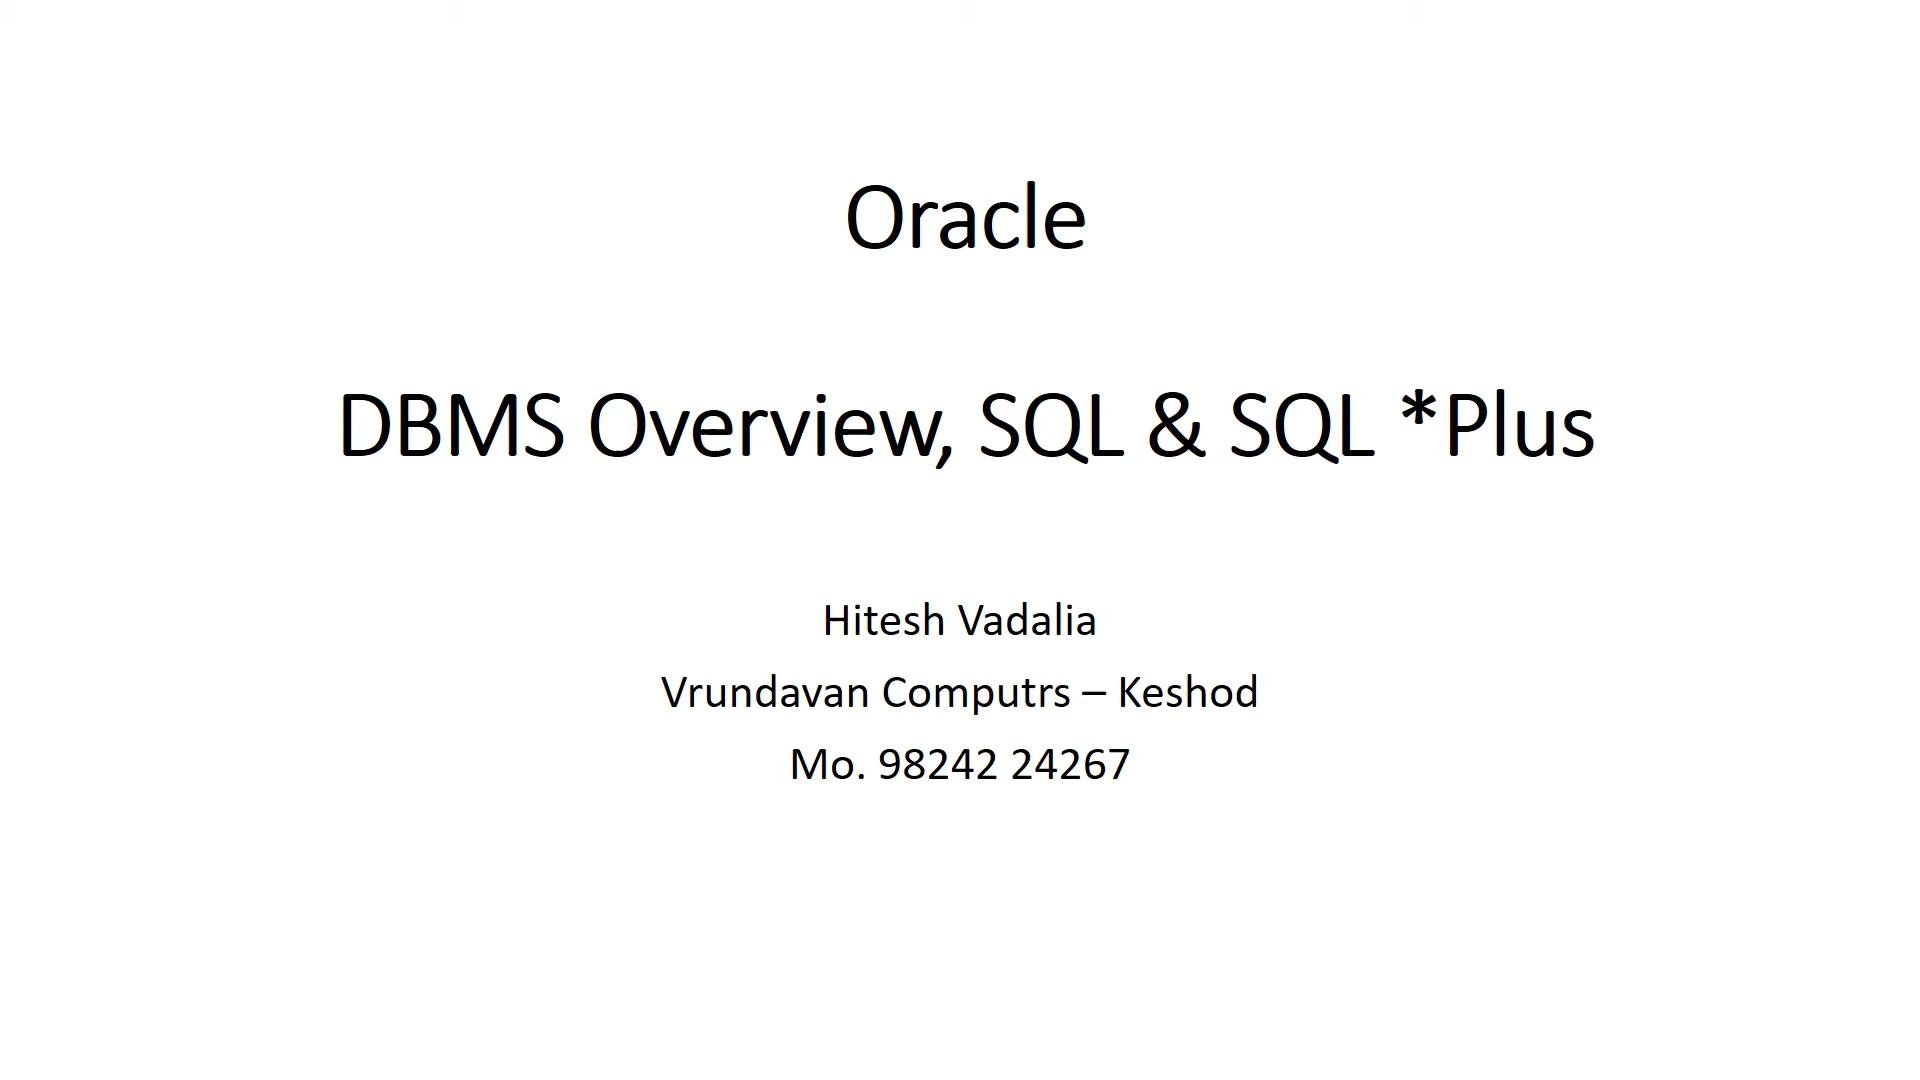 Oracle
DBMS Overview, SQL & SQL *Plus
Hitesh Vadalia
Vrundavan Computrs – Keshod
Mo. 98242 24267